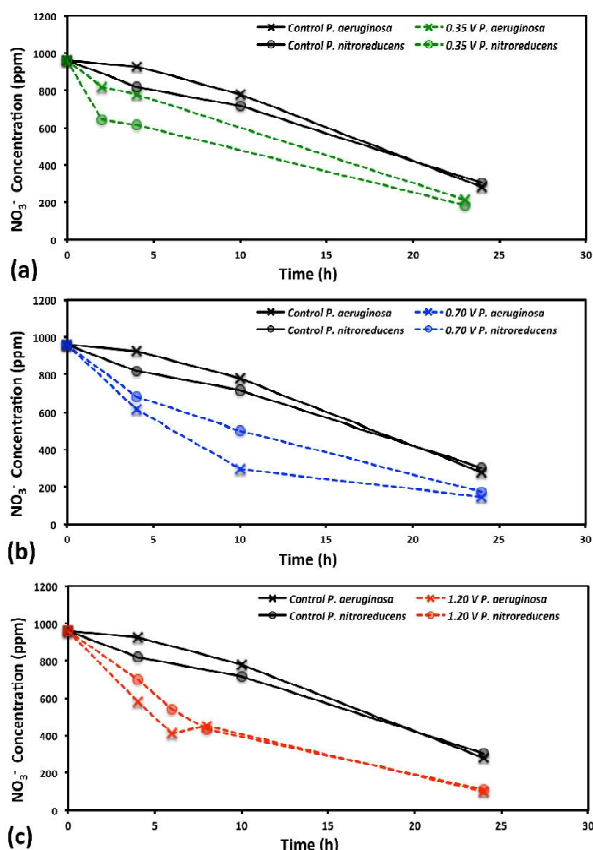 Control P. aeruginosa
0.35 V P. aeruginosa
Control P. nitroreducens
0.35 V P. nitroreducens
NO3- Concentration (ppm)
1200
1000
800
600
400
200
0
0 5 10 15 20 25 30
Time (h)
(a)
Control P. aeruginosa
0.70 V P. aeruginosa
Control P. nitroreducens
0.70 V P. nitroreducens
NO3- Concentration (ppm)
1200
1000
800
600
400
200
0
0 5 10 15 20 25 30
Time (h)
(b)
Control P. aeruginosa
1.20 V P. aeruginosa
Control P. nitroreducens
1.20 V P. nitroreducens
NO3- Concentration (ppm)
1200
1000
800
600
400
200
0
0 5 10 15 20 25 30
Time (h)
(c)